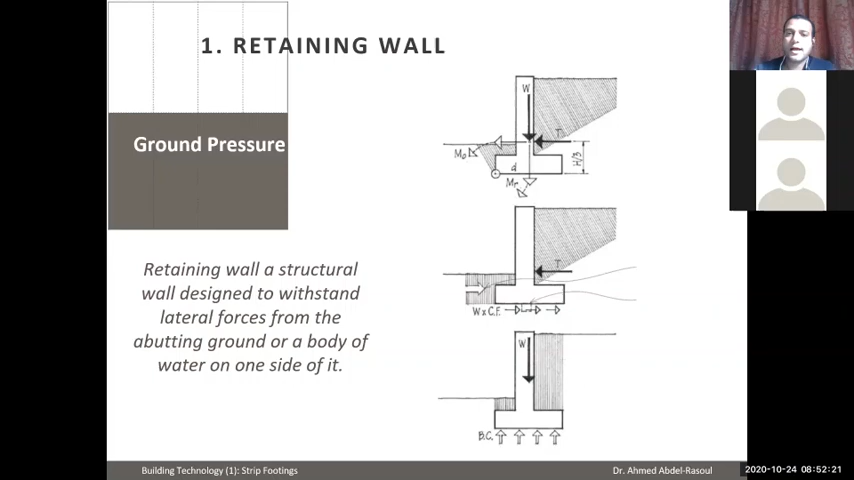 1. RETAINING WALL
Ground Pressure
Retaining wall a structural
wall designed to withstand
lateral forces from the
abutting ground or a body of
water on one side of it.
W
T
Mo
d
H/3
Mr
T
W x C.F.
W
B.C.
Building Technology (1): Strip Footings
Dr. Ahmed Abdel-Rasoul
2020-10-24 08:52:21